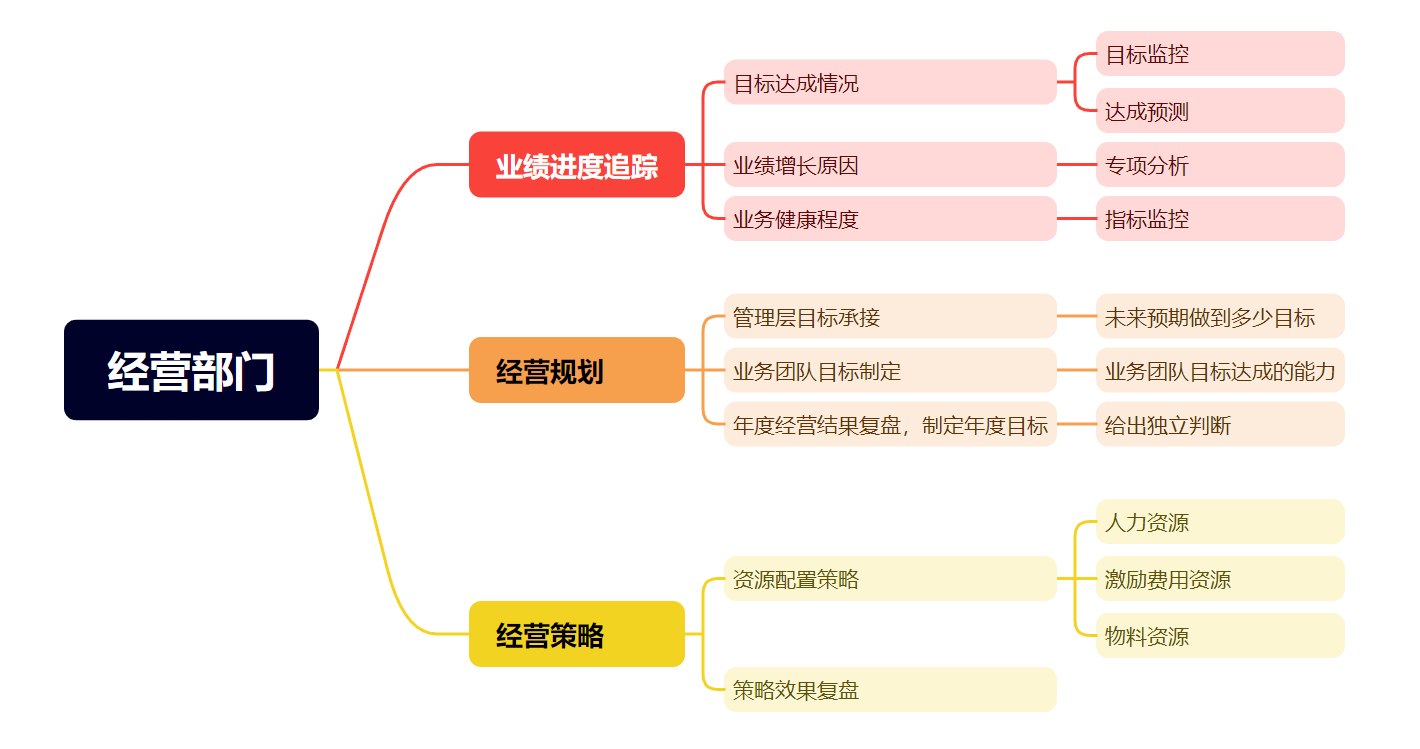 经营部门
业绩进度追踪
目标达成情况
目标监控
达成预测
业绩增长原因
专项分析
业务健康程度
指标监控
经营规划
管理层目标承接
未来预期做到多少目标
业务团队目标制定
业务团队目标达成的能力
年度经营结果复盘，制定年度目标
给出独立判断
经营策略
资源配置策略
人力资源
激励费用资源
物料资源
策略效果复盘